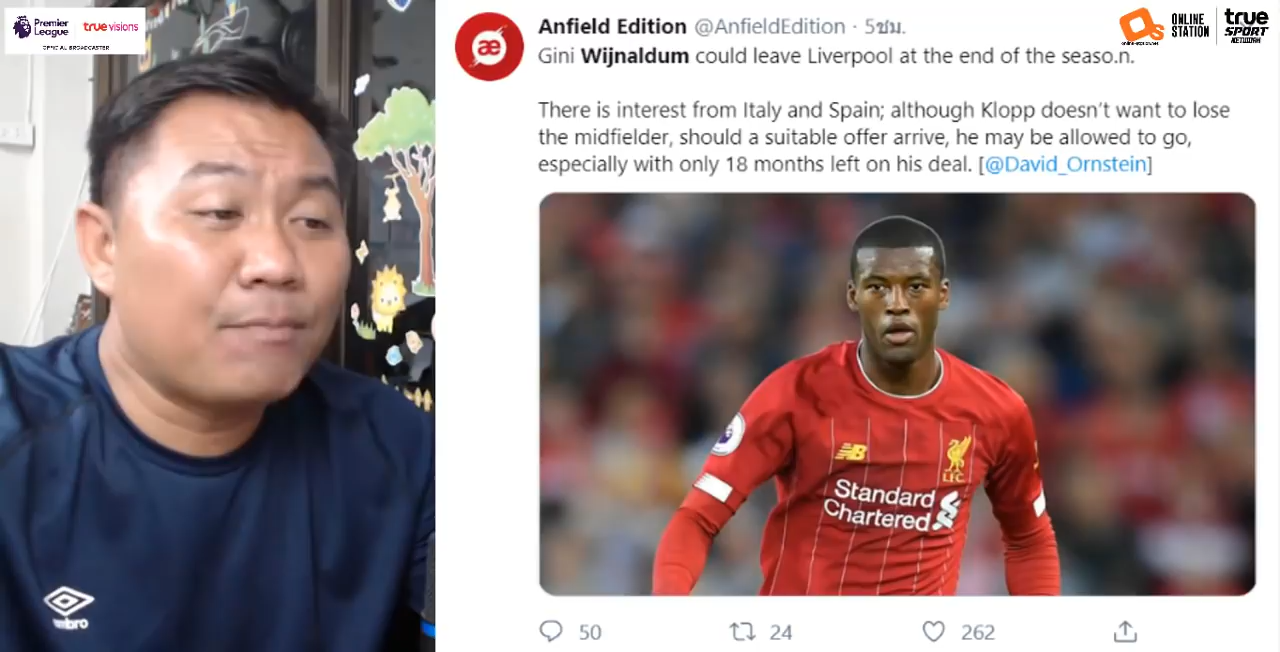 Premier League
true visions
OFFICIAL BROADCASTER
Anfield Edition @AnfieldEdition · 5ชม.
Gini Wijnaldum could leave Liverpool at the end of the seaso.n.
There is interest from Italy and Spain; although Klopp doesn't want to lose
the midfielder, should a suitable offer arrive, he may be allowed to go,
especially with only 18 months left on his deal. [@David_Ornstein]
æ
OS
ONLINE
STATION
true
SPORT
NETWORK
NB
L.F.C.
Standard
Chartered
umbro
50
24
262